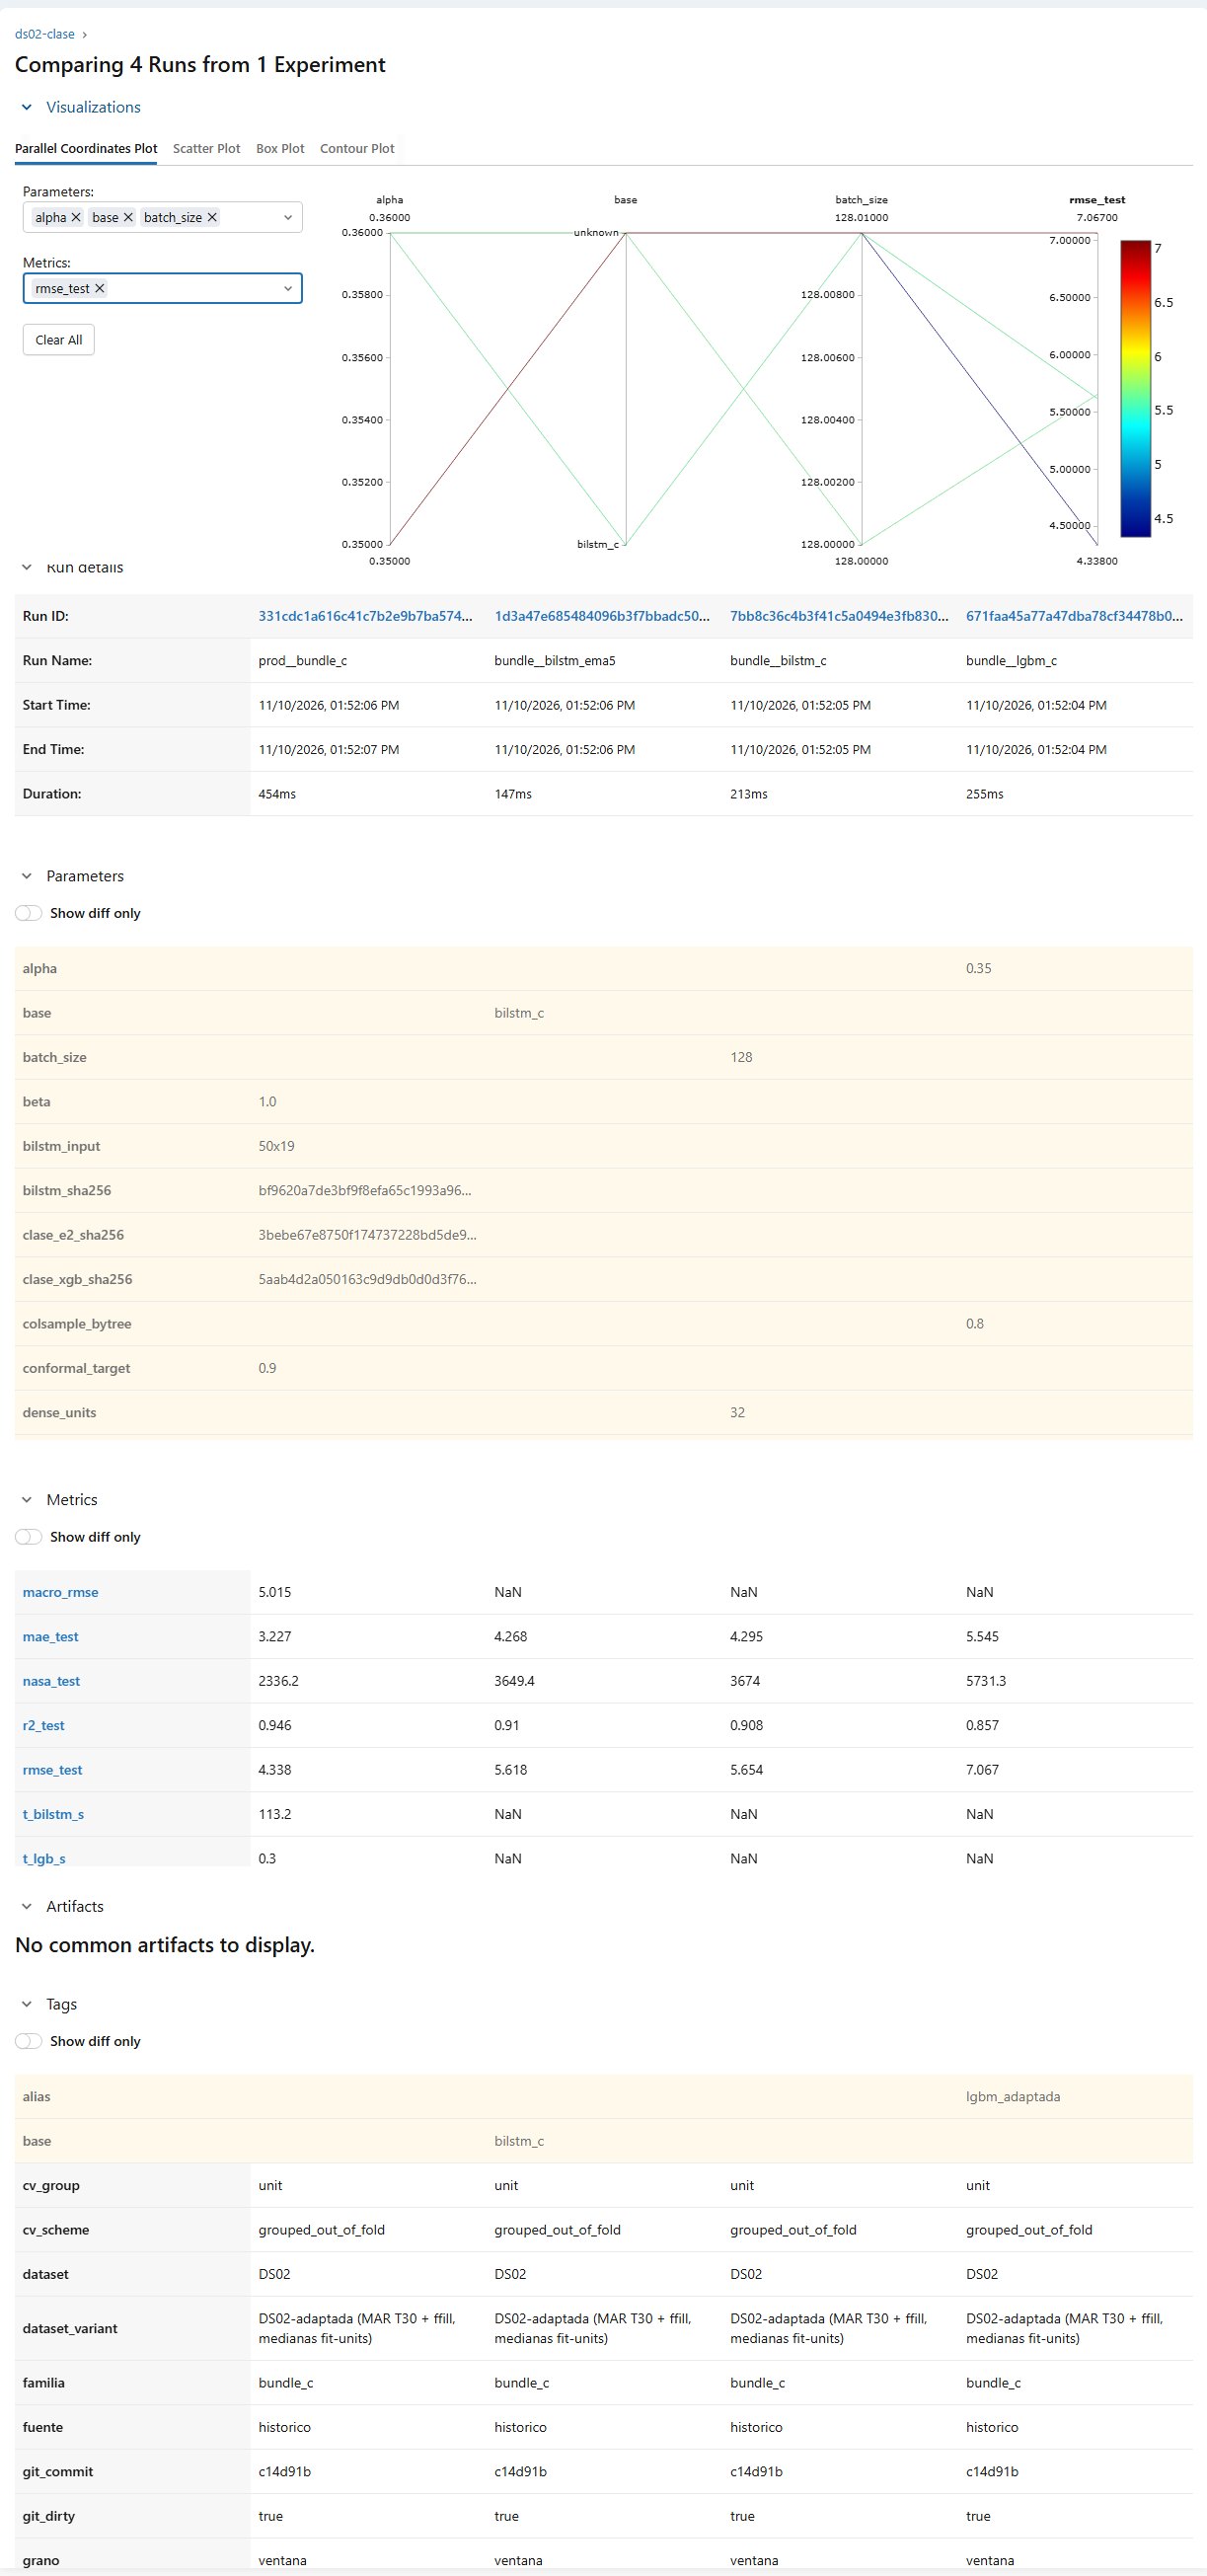 ds02-clase ›
Comparing 4 Runs from 1 Experiment
Visualizations
Parallel Coordinates Plot Scatter Plot Box Plot Contour Plot
Parameters:
alpha × base × batch_size ×
Metrics:
rmse_test ×
Clear All
alpha base batch_size rmse_test
0.36000 128.01000 7.06700
0.36000 unknown 7.00000 7
0.35800 128.00800 6.50000 6.5
0.35600 128.00600 6.00000 6
0.35400 128.00400 5.50000 5.5
0.35200 128.00200 5.00000 5
4.50000 4.5
0.35000 bilstm_c 128.00000
0.35000 128.00000 4.33800
Run details
Run ID: 331cdc1a616c41c7b2e9b7ba574... 1d3a47e685484096b3f7bbadc50... 7bb8c36c4b3f41c5a0494e3fb830... 671faa45a77a47dba78cf34478b0...
Run Name: prod__bundle_c bundle__bilstm_ema5 bundle__bilstm_c bundle__lgbm_c
Start Time: 11/10/2026, 01:52:06 PM 11/10/2026, 01:52:06 PM 11/10/2026, 01:52:05 PM 11/10/2026, 01:52:04 PM
End Time: 11/10/2026, 01:52:07 PM 11/10/2026, 01:52:06 PM 11/10/2026, 01:52:05 PM 11/10/2026, 01:52:04 PM
Duration: 454ms 147ms 213ms 255ms
Parameters
Show diff only
alpha 0.35
base bilstm_c
batch_size 128
beta 1.0
bilstm_input 50x19
bilstm_sha256 bf9620a7de3bf9f8efa65c1993a96...
clase_e2_sha256 3bebe67e8750f174737228bd5de9...
clase_xgb_sha256 5aab4d2a050163c9d9db0d0d3f76...
colsample_bytree 0.8
conformal_target 0.9
dense_units 32
Metrics
Show diff only
macro_rmse 5.015 NaN NaN NaN
mae_test 3.227 4.268 4.295 5.545
nasa_test 2336.2 3649.4 3674 5731.3
r2_test 0.946 0.91 0.908 0.857
rmse_test 4.338 5.618 5.654 7.067
t_bilstm_s 113.2 NaN NaN NaN
t_lgb_s 0.3 NaN NaN NaN
Artifacts
No common artifacts to display.
Tags
Show diff only
alias lgbm_adaptada
base bilstm_c
cv_group unit unit unit unit
cv_scheme grouped_out_of_fold grouped_out_of_fold grouped_out_of_fold grouped_out_of_fold
dataset DS02 DS02 DS02 DS02
dataset_variant DS02-adaptada (MAR T30 + ffill, medianas fit-units) DS02-adaptada (MAR T30 + ffill, medianas fit-units) DS02-adaptada (MAR T30 + ffill, medianas fit-units) DS02-adaptada (MAR T30 + ffill, medianas fit-units)
familia bundle_c bundle_c bundle_c bundle_c
fuente historico historico historico historico
git_commit c14d91b c14d91b c14d91b c14d91b
git_dirty true true true true
grano ventana ventana ventana ventana